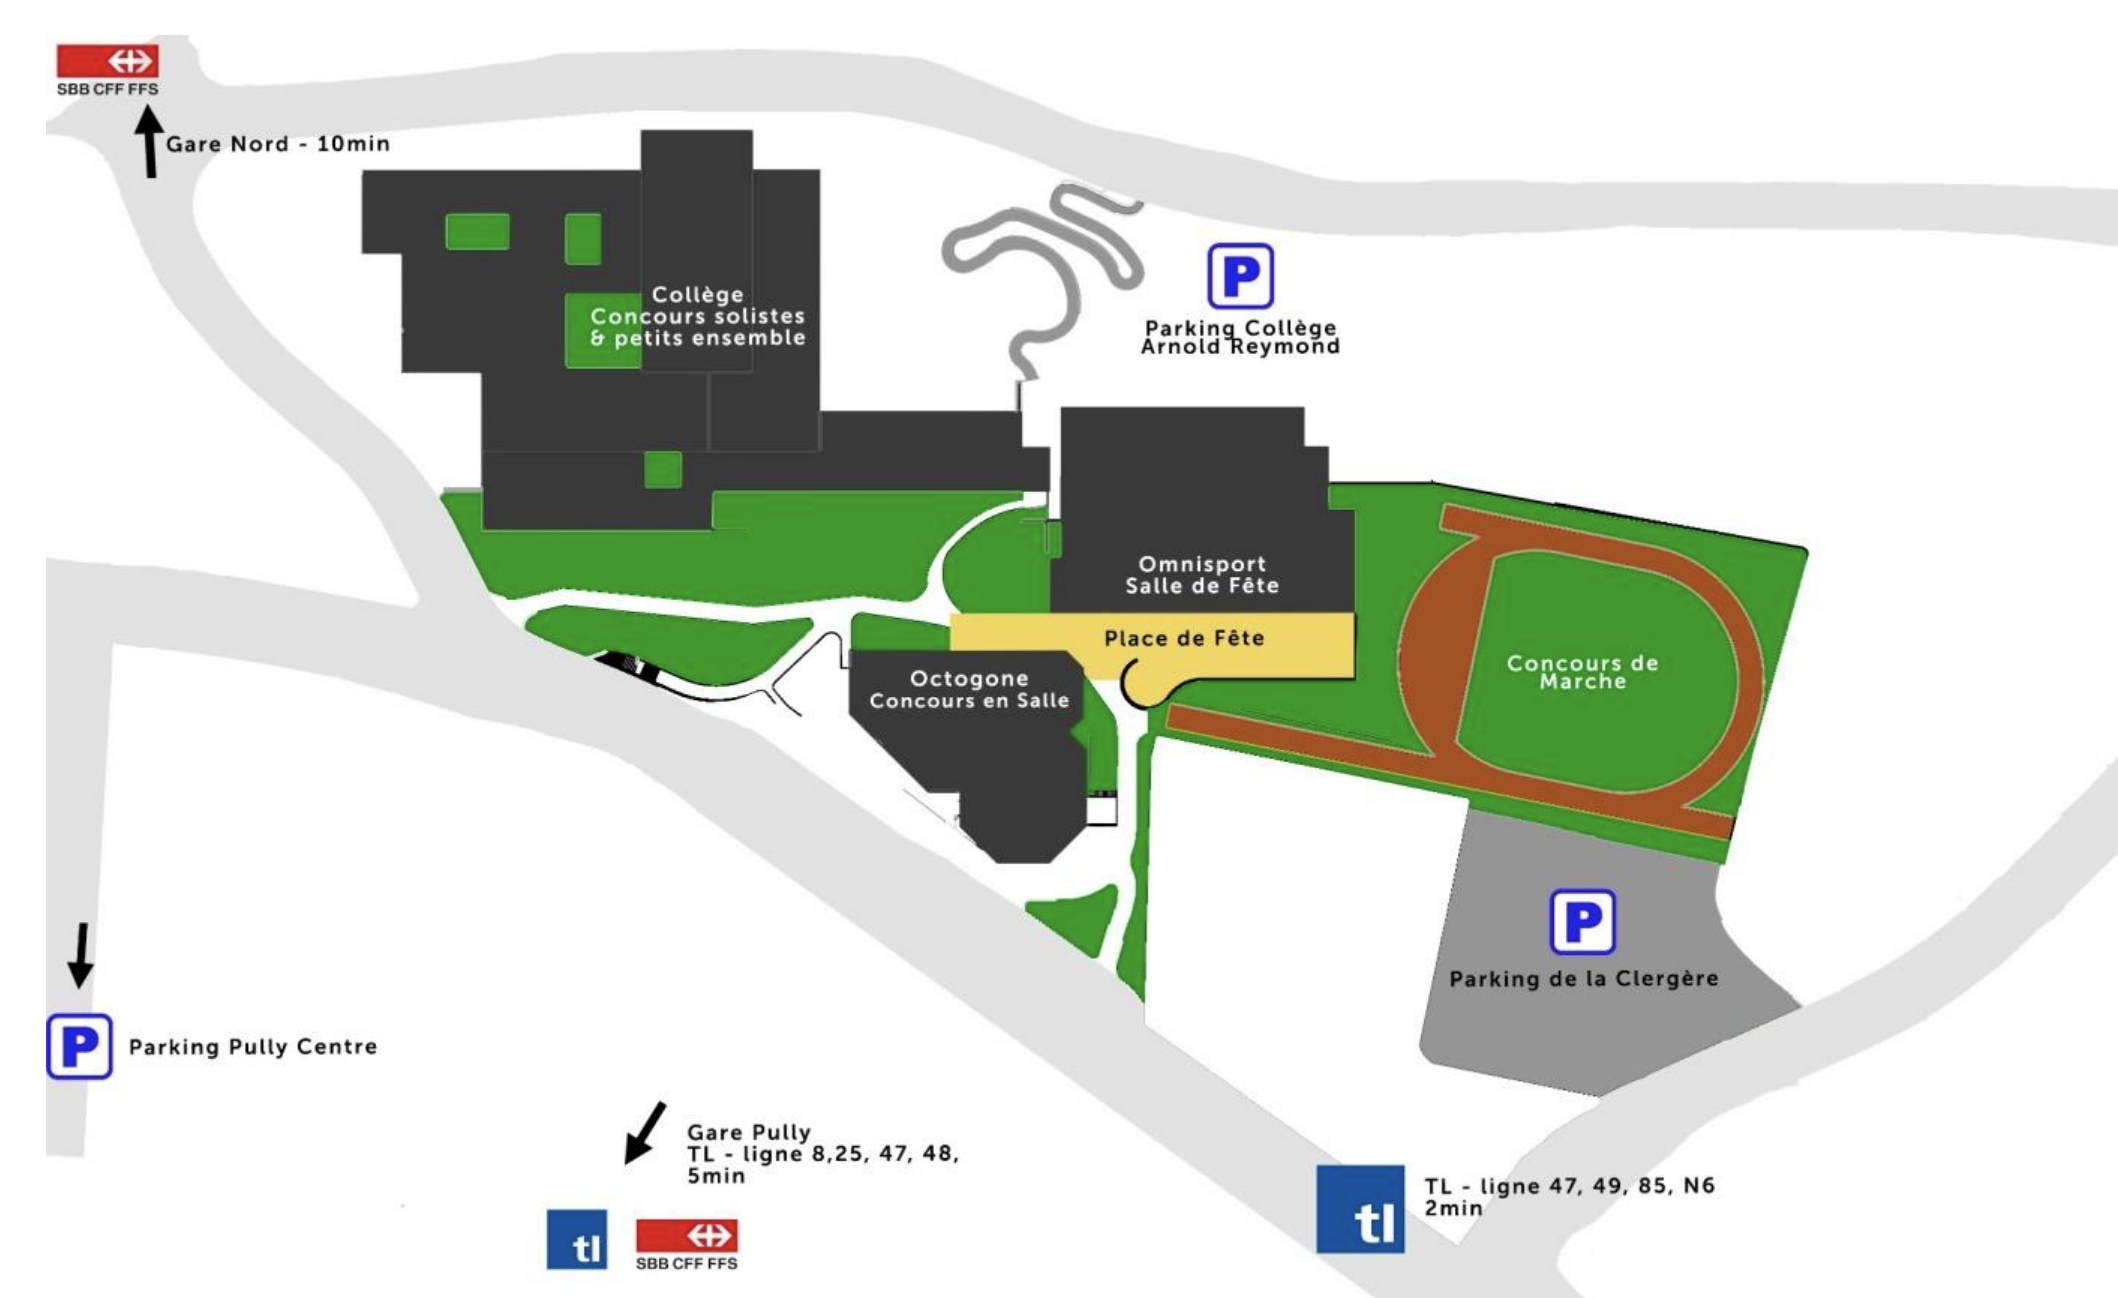 SBB CFF FFS
Gare Nord - 10min
Collège
Concours solistes
& petits ensemble
P
Parking Collège
Arnold Reymond
Omnisport
Salle de Fête
Place de Fête
Octogone
Concours en Salle
Concours de
Marche
P
Parking de la Clergère
P
Parking Pully Centre
Gare Pully
TL - ligne 8,25, 47, 48,
5min
tl
SBB CFF FFS
tl
TL - ligne 47, 49, 85, N6
2min